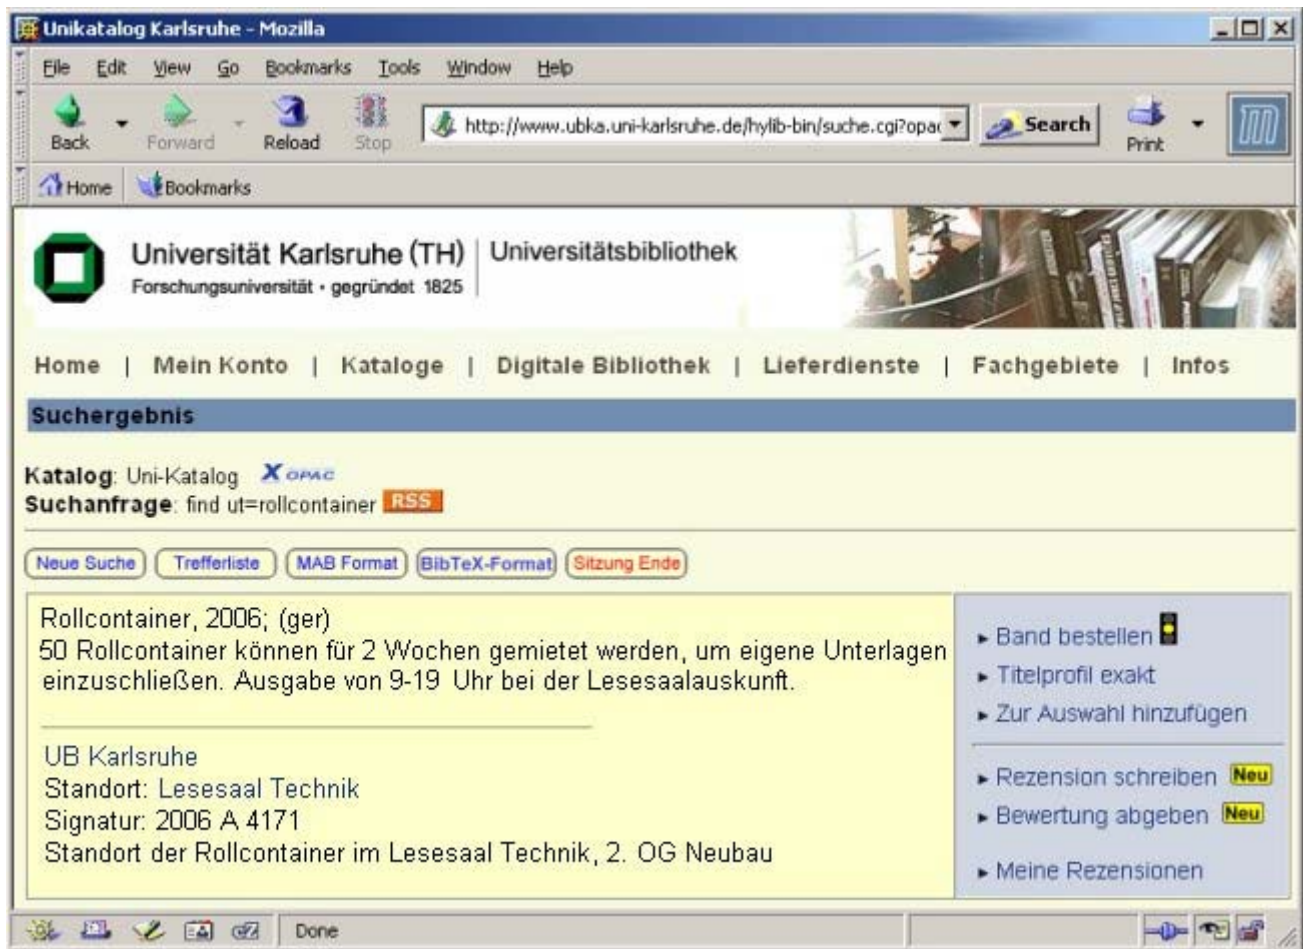 Unikatalog Karlsruhe - Mozilla
File Edit View Go Bookmarks Tools Window Help
Back Forward Reload Stop http://www.ubka.uni-karlsruhe.de/hylib-bin/suche.cgi?opac Search Print
Home Bookmarks
Universität Karlsruhe (TH) Universitätsbibliothek
Forschungsuniversität · gegründet 1825
Home | Mein Konto | Kataloge | Digitale Bibliothek | Lieferdienste | Fachgebiete | Infos
Suchergebnis
Katalog: Uni-Katalog X OPAC
Suchanfrage: find ut=rollcontainer RSS
Neue Suche Trefferliste MAB Format BibTeX-Format Sitzung Ende
Rollcontainer, 2006; (ger)
50 Rollcontainer können für 2 Wochen gemietet werden, um eigene Unterlagen
einzuschließen. Ausgabe von 9-19 Uhr bei der Lesesaalauskunft.
UB Karlsruhe
Standort: Lesesaal Technik
Signatur: 2006 A 4171
Standort der Rollcontainer im Lesesaal Technik, 2. OG Neubau
Band bestellen
Titelprofil exakt
Zur Auswahl hinzufügen
Rezension schreiben Neu
Bewertung abgeben Neu
Meine Rezensionen
Done